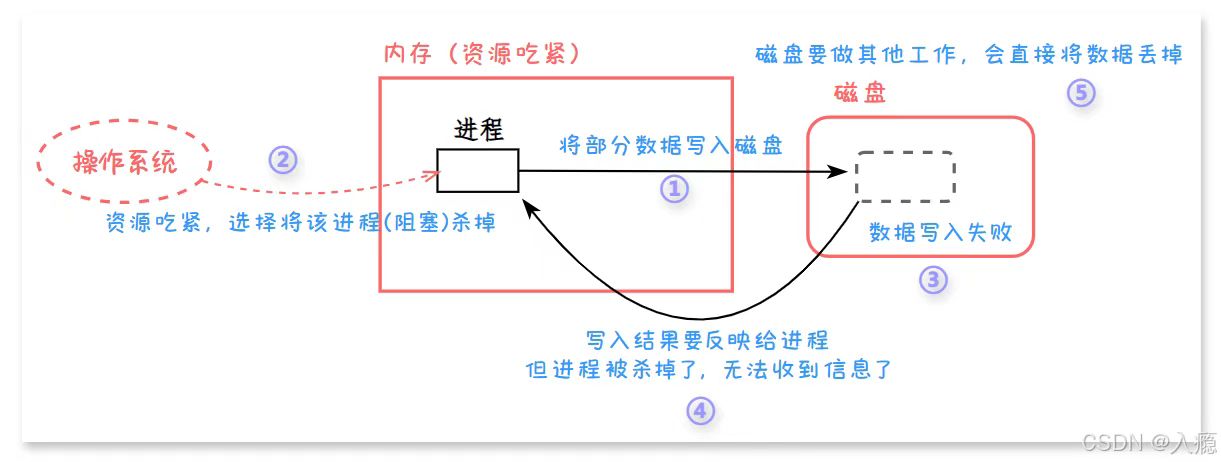 内存（资源吃紧）
磁盘要做其他工作，会直接将数据丢掉
⑤
磁盘
进程
操作系统
②
将部分数据写入磁盘
①
资源吃紧，选择将该进程(阻塞)杀掉
数据写入失败
③
写入结果要反映给进程
但进程被杀掉了，无法收到信息了
④
CSDN @入瘾